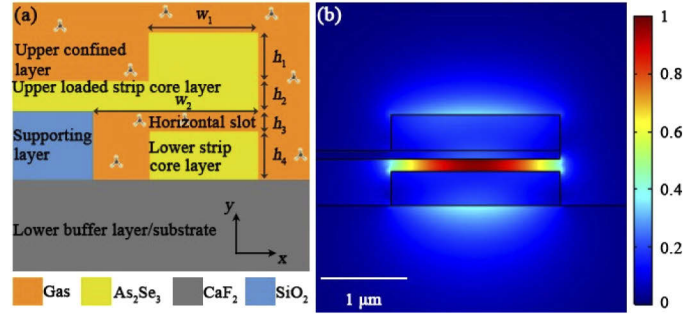 (a)
w1
Upper confined
layer
h1
Upper loaded strip core layer
h2
w2
Horizontal slot
h3
Supporting
layer
Lower strip
core layer
h4
Lower buffer layer/substrate
y
x
Gas
As2Se3
CaF2
SiO2
(b)
1 μm
1
0.8
0.6
0.4
0.2
0